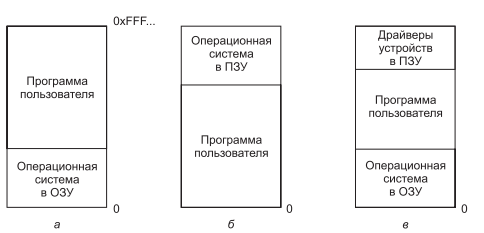 0xFFF...
Программа
пользователя
Операционная
система
в ОЗУ
0
а
Операционная
система
в ПЗУ
Программа
пользователя
0
б
Драйверы
устройств
в ПЗУ
Программа
пользователя
Операционная
система
в ОЗУ
0
в